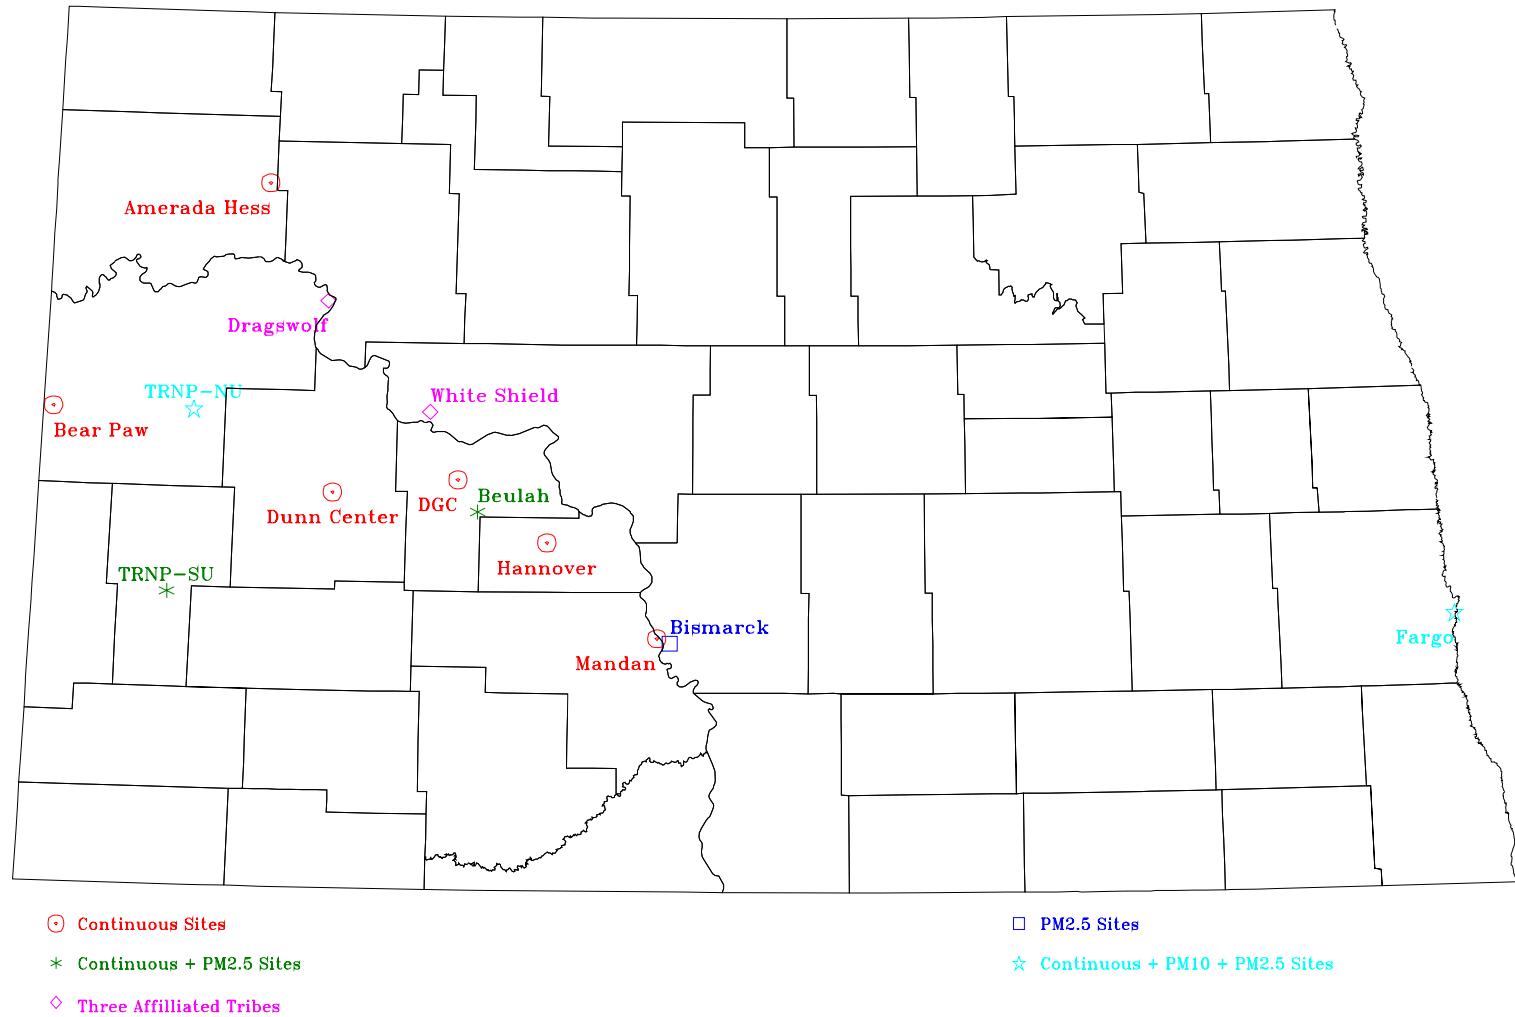 Amerada Hess
Dragswolf
TRNP-NU
White Shield
Bear Paw
DGC
Beulah
Dunn Center
Hannover
TRNP-SU
Bismarck
Mandan
Fargo
Continuous Sites
PM2.5 Sites
Continuous + PM2.5 Sites
Continuous + PM10 + PM2.5 Sites
Three Affilliated Tribes